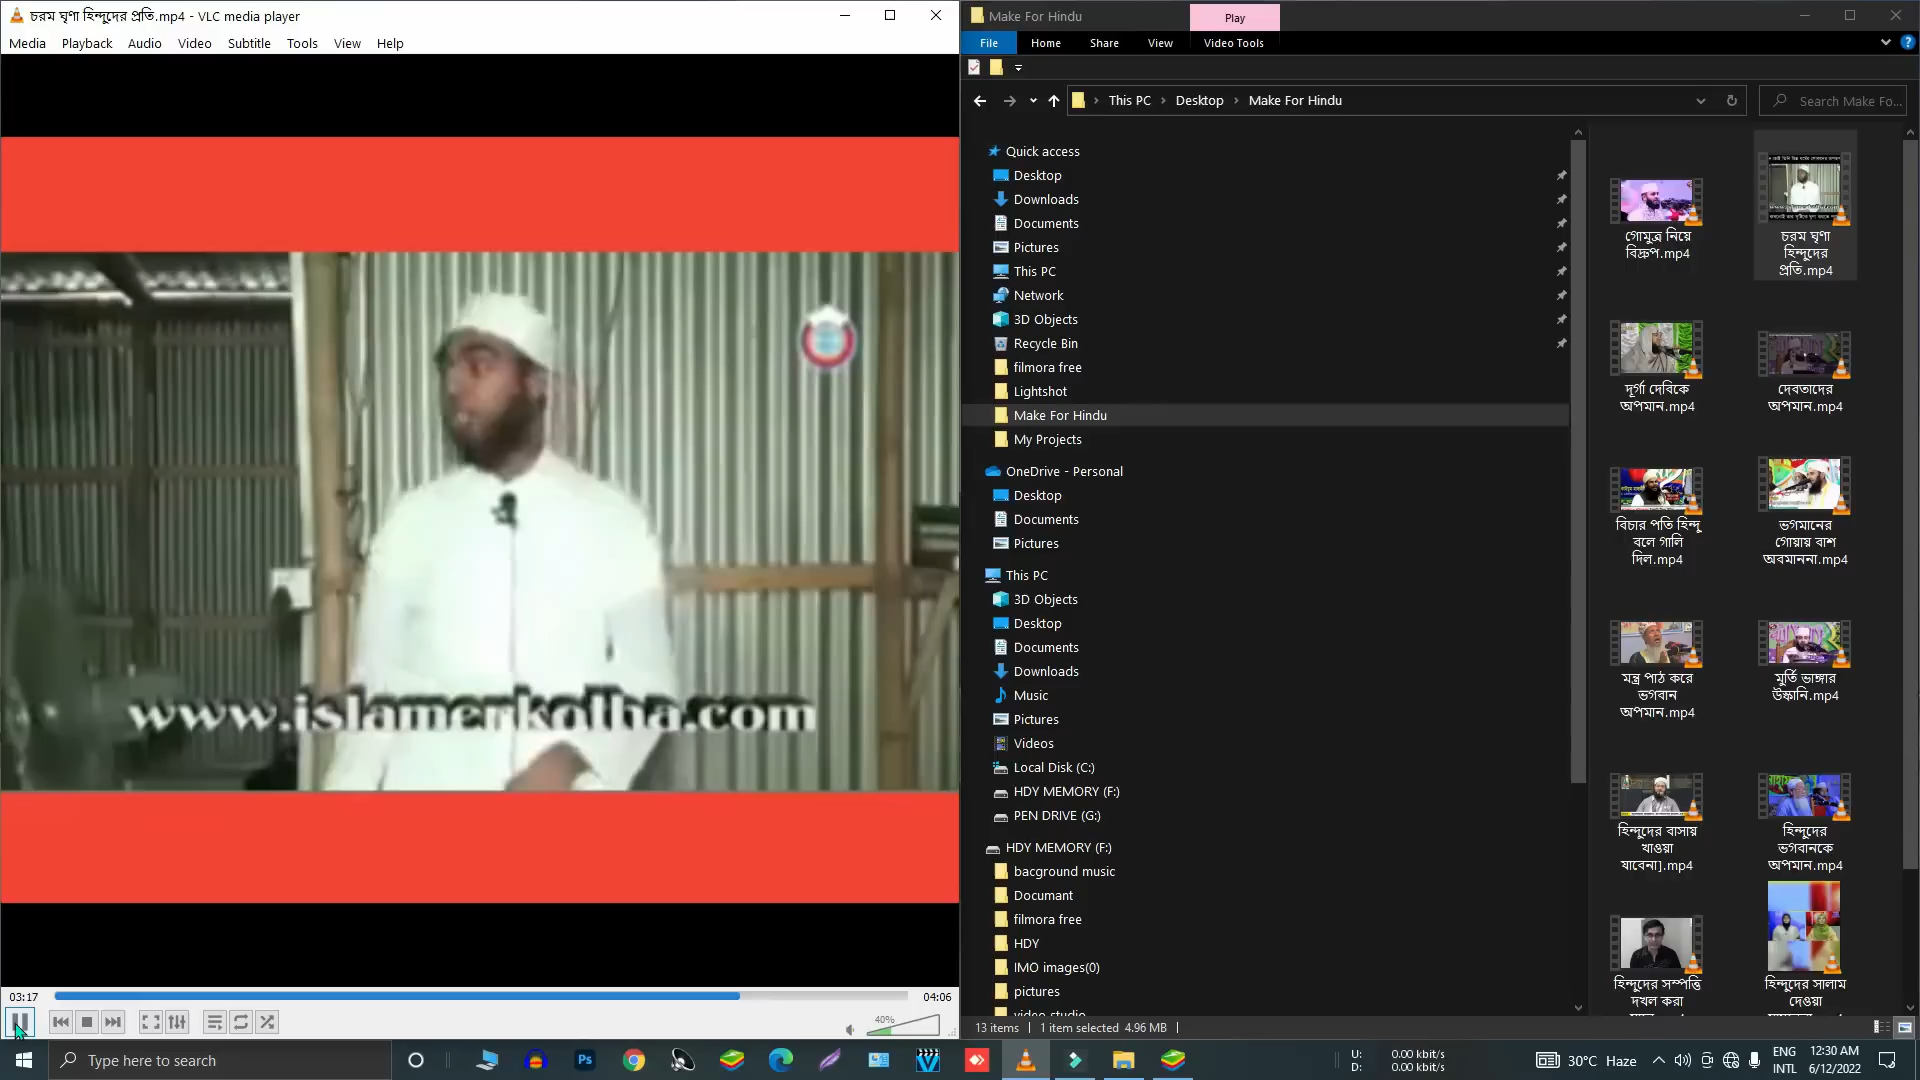 চরম ঘৃণা হিন্দুদের প্রতি.mp4 - VLC media player
Media Playback Audio Video Subtitle Tools View Help
www.islamerkotha.com
03:17
04:06
40%
Make For Hindu
Play
File Home Share View Video Tools
This PC Desktop Make For Hindu
Search Make Fo...
Quick access
Desktop
Downloads
Documents
Pictures
This PC
Network
3D Objects
Recycle Bin
filmora free
Lightshot
Make For Hindu
My Projects
OneDrive - Personal
Desktop
Documents
Pictures
This PC
3D Objects
Desktop
Documents
Downloads
Music
Pictures
Videos
Local Disk (C:)
HDY MEMORY (F:)
PEN DRIVE (G:)
HDY MEMORY (F:)
bacground music
Documant
filmora free
HDY
IMO images(0)
pictures
video studio
গোমুত্র নিয়ে
বিদ্রুপ.mp4
চরম ঘৃণা
হিন্দুদের
প্রতি.mp4
দূর্গা দেবিকে
অপমান.mp4
দেবতাদের
অপমান.mp4
বিচার পতি হিন্দু
বলে গালি
দিল.mp4
ভগমানের
গোয়ায় বাশ
অবমাননা.mp4
মন্ত্র পাঠ করে
ভগবান
অপমান.mp4
মুর্তি ভাঙ্গার
উস্কানি.mp4
হিন্দুদের বাসায়
খাওয়া
যাবেনা].mp4
হিন্দুদের
ভগবানকে
অপমান.mp4
হিন্দুদের সম্পত্তি
দখল করা
হিন্দুদের সালাম
দেওয়া
13 items 1 item selected 4.96 MB
Type here to search
Ps
U: 0.00 kbit/s
D: 0.00 kbit/s
30°C Haze
ENG
INTL
12:30 AM
6/12/2022